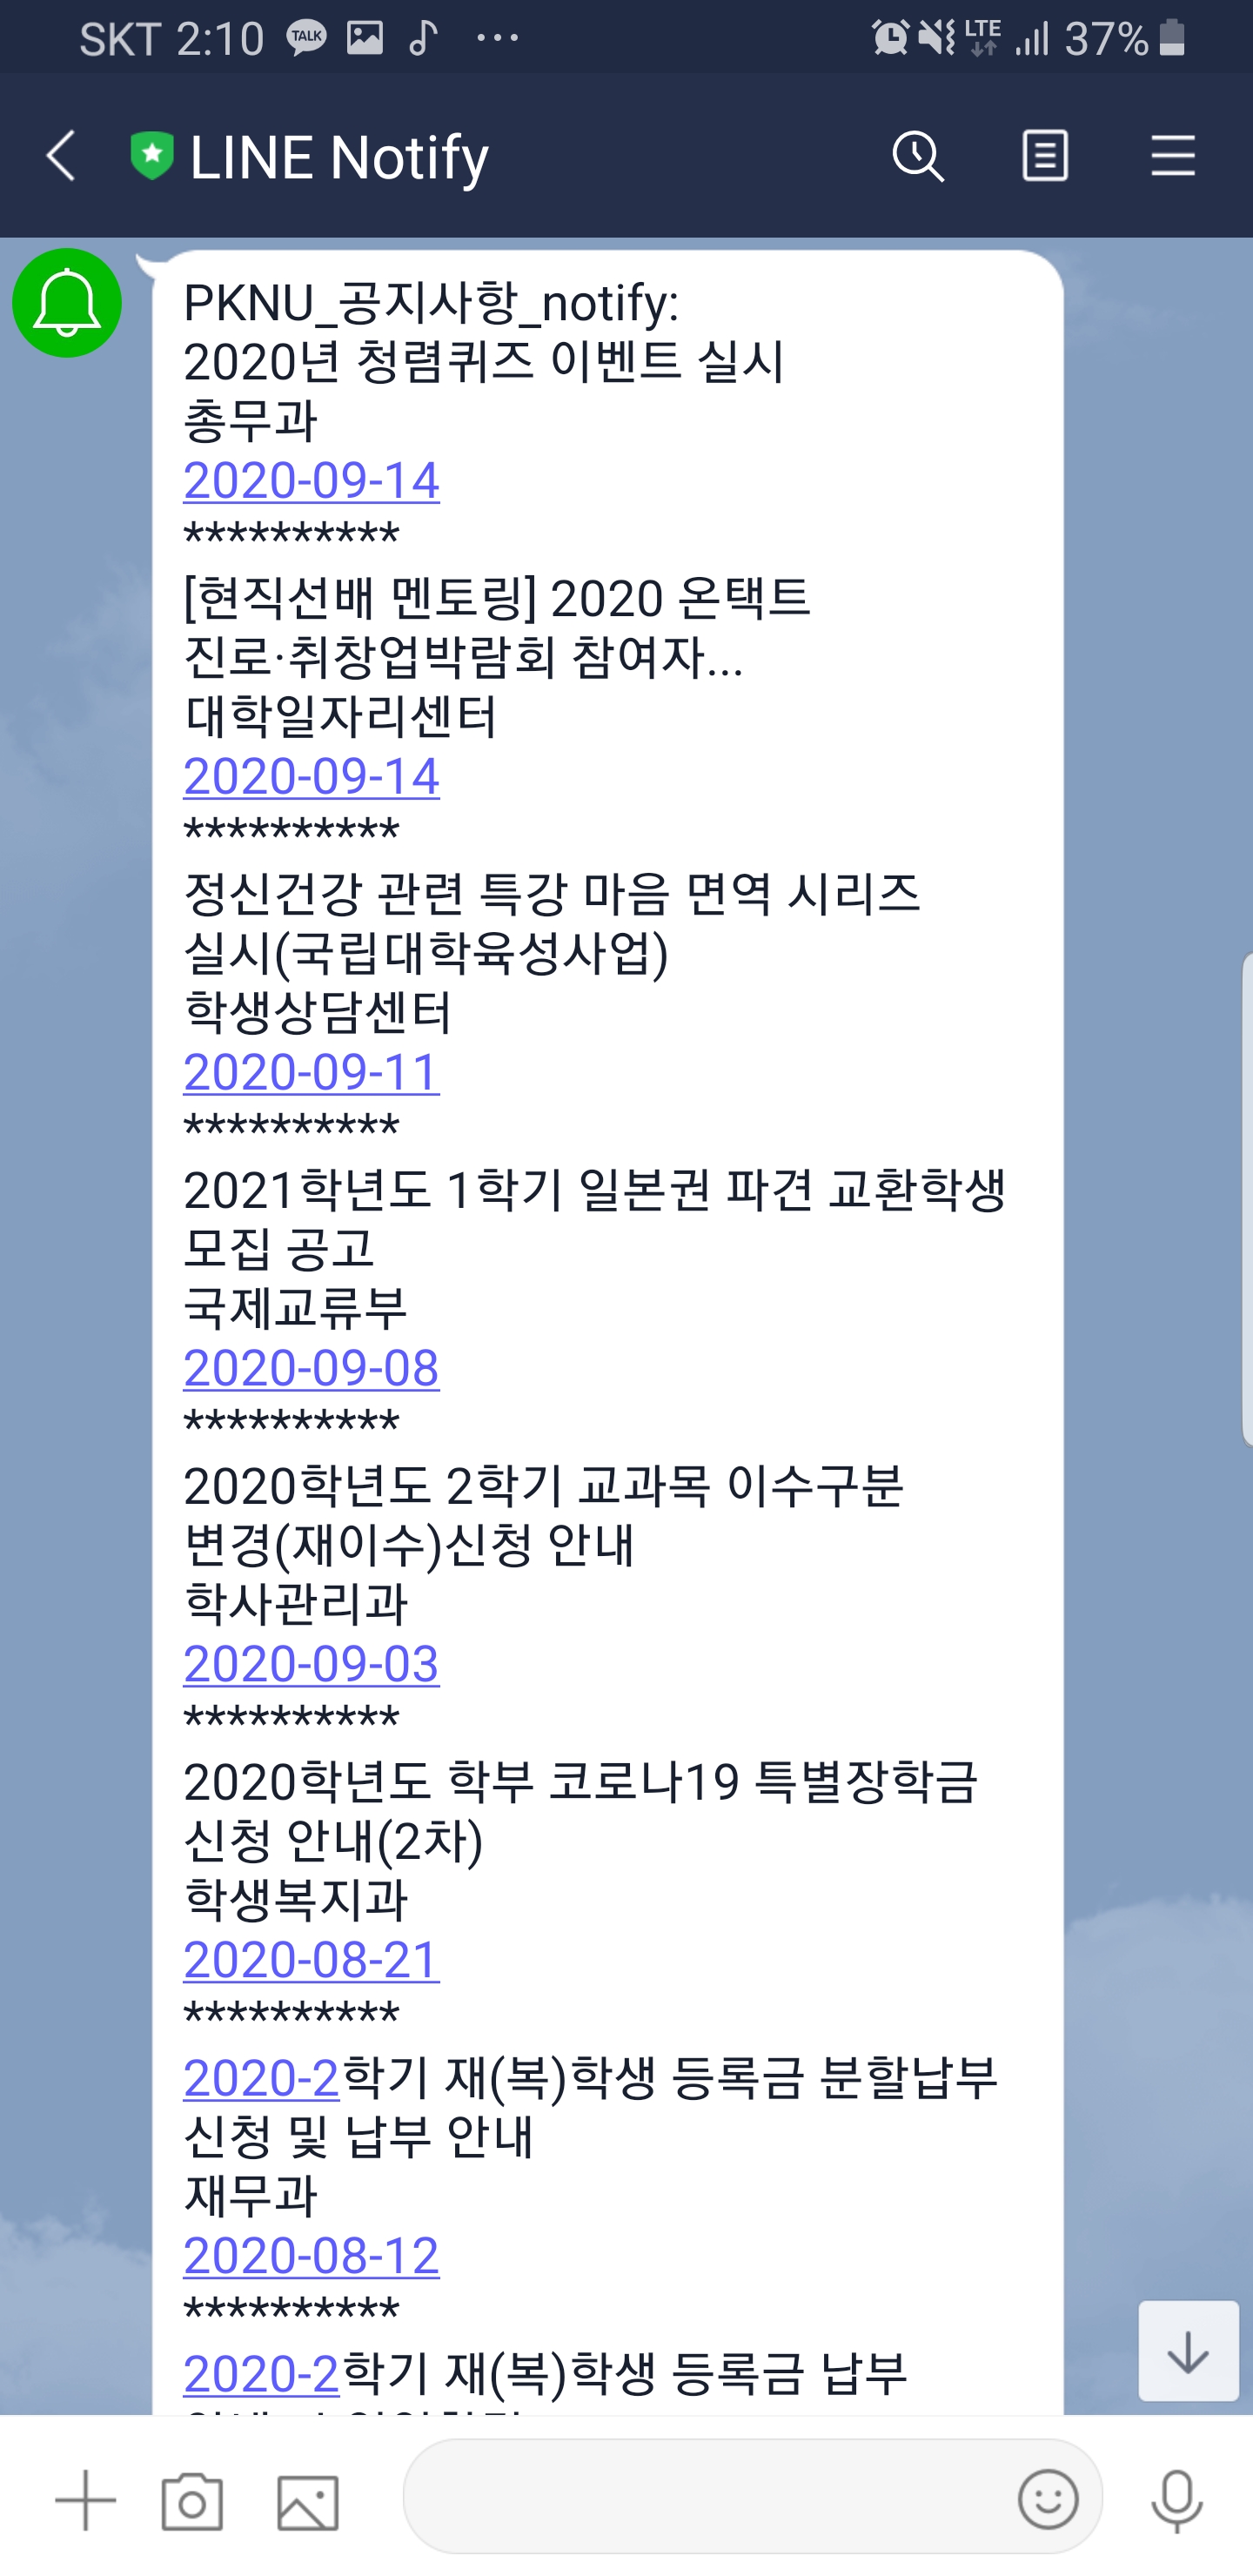 SKT 2:10 TALK LTE 37%
LINE Notify
PKNU_공지사항_notify:
2020년 청렴퀴즈 이벤트 실시
총무과
2020-09-14
**********
[현직선배 멘토링] 2020 온택트
진로·취창업박람회 참여자...
대학일자리센터
2020-09-14
**********
정신건강 관련 특강 마음 면역 시리즈
실시(국립대학육성사업)
학생상담센터
2020-09-11
**********
2021학년도 1학기 일본권 파견 교환학생
모집 공고
국제교류부
2020-09-08
**********
2020학년도 2학기 교과목 이수구분
변경(재이수)신청 안내
학사관리과
2020-09-03
**********
2020학년도 학부 코로나19 특별장학금
신청 안내(2차)
학생복지과
2020-08-21
**********
2020-2학기 재(복)학생 등록금 분할납부
신청 및 납부 안내
재무과
2020-08-12
**********
2020-2학기 재(복)학생 등록금 납부